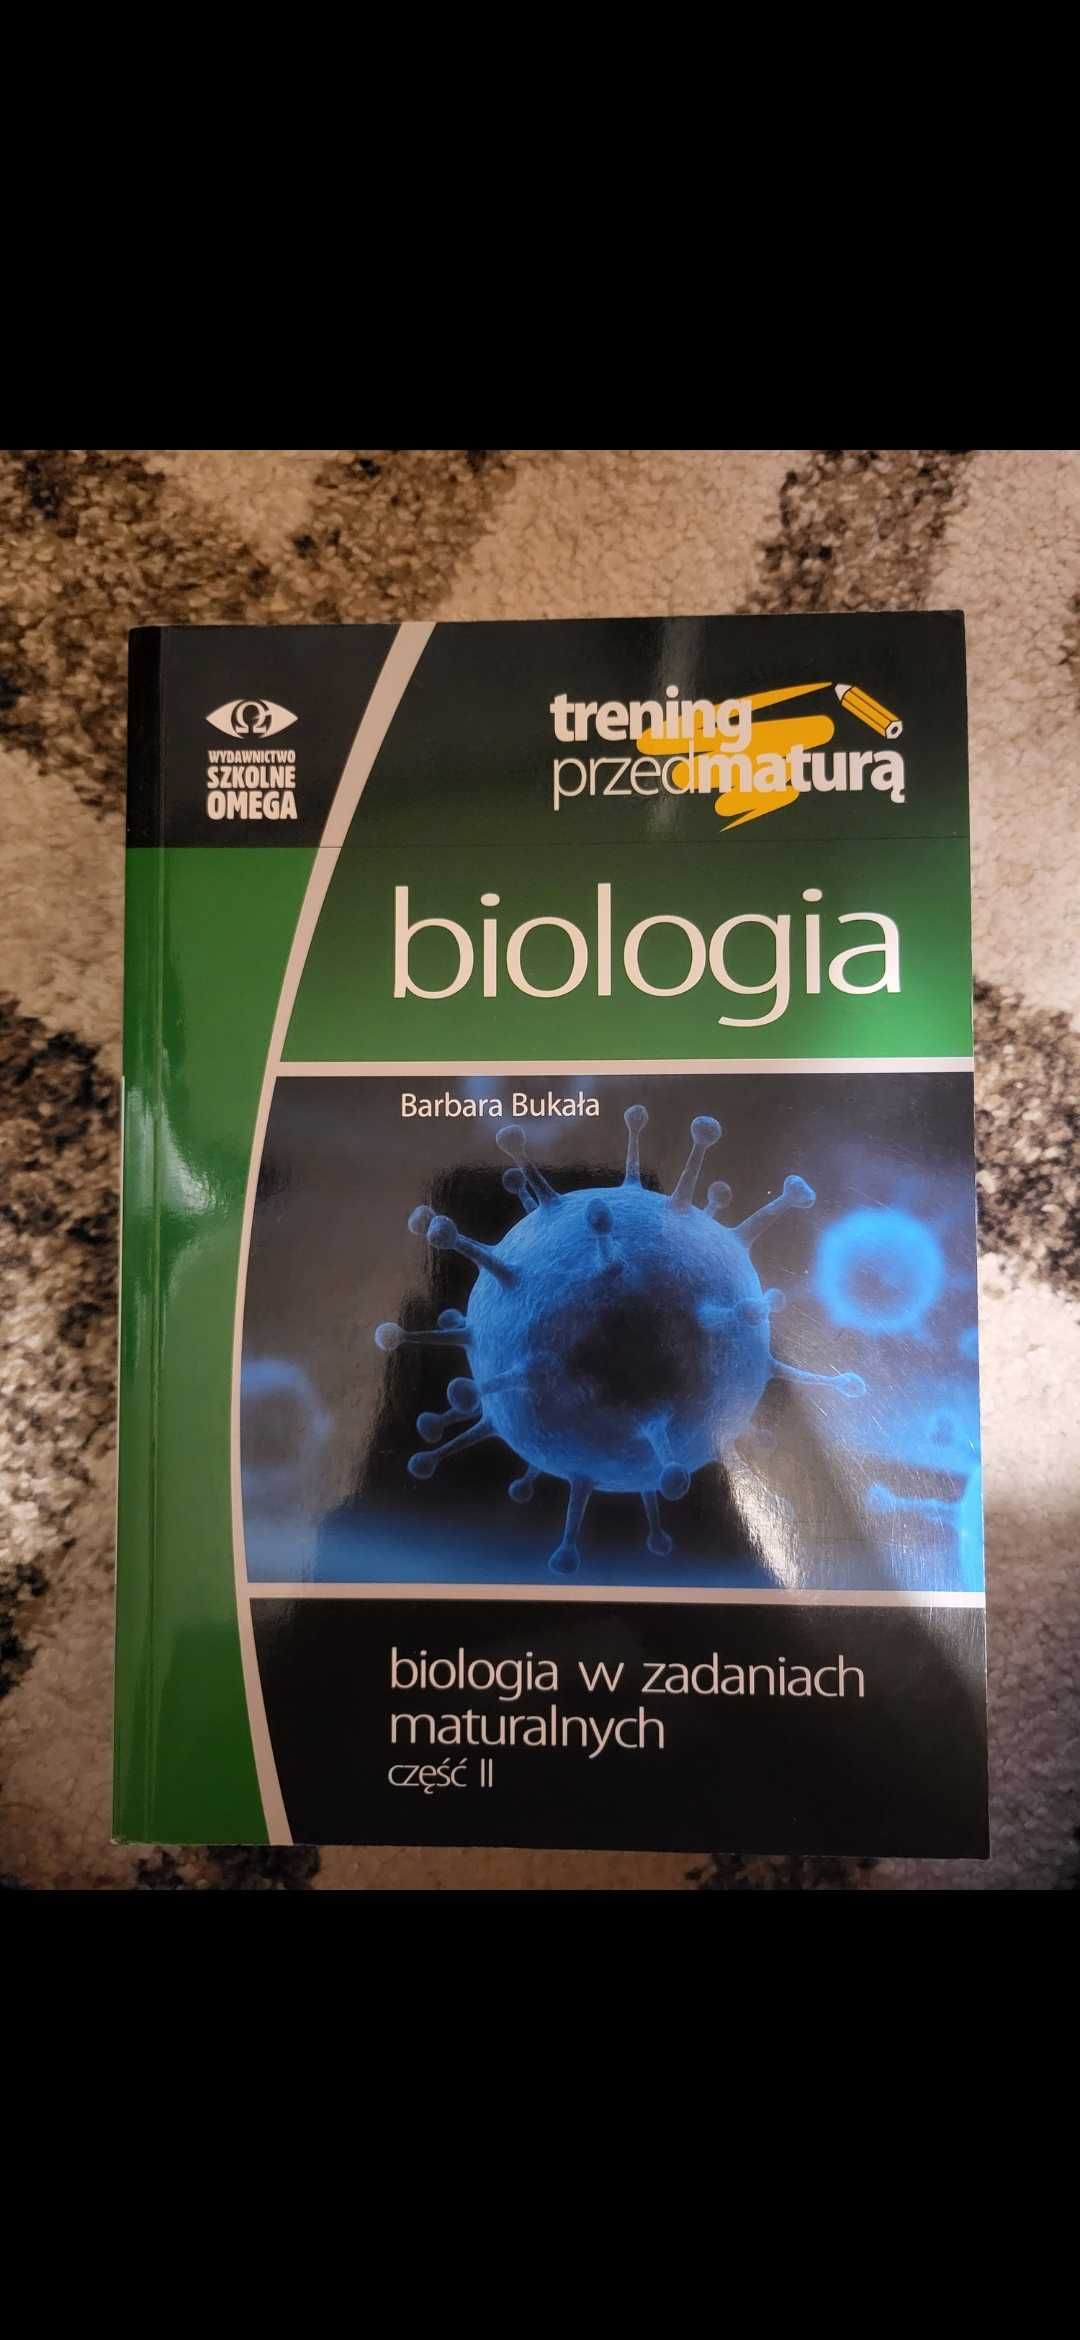 WYDAWNICTWO
SZKOLNE
OMEGA
trening
przedmaturą
biologia
Barbara Bukała
biologia w zadaniach
maturalnych
część II